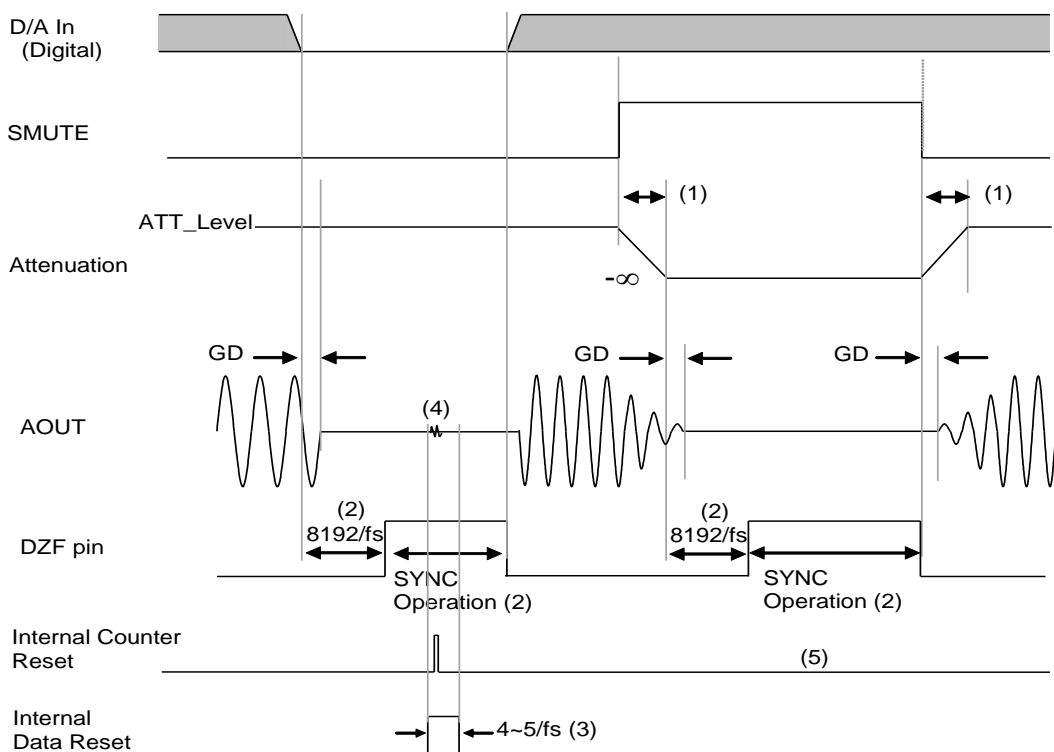 D/A In
(Digital)
SMUTE
(1)
(1)
ATT_Level
Attenuation
-∞
GD
GD
GD
AOUT
(4)
DZF pin
(2)
8192/fs
(2)
8192/fs
SYNC
Operation (2)
SYNC
Operation (2)
Internal Counter
Reset
(5)
Internal
Data Reset
4~5/fs (3)